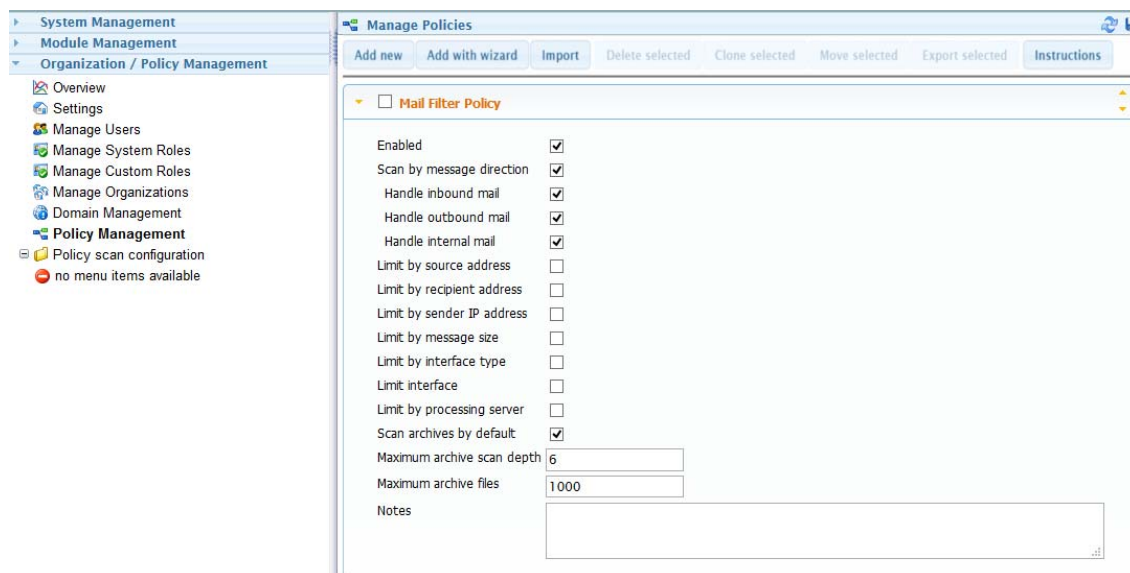 System Management
Module Management
Organization / Policy Management
Overview
Settings
Manage Users
Manage System Roles
Manage Custom Roles
Manage Organizations
Domain Management
Policy Management
Policy scan configuration
no menu items available
Manage Policies
Add new Add with wizard Import Delete selected Clone selected Move selected Export selected Instructions
Mail Filter Policy
Enabled
Scan by message direction
Handle inbound mail
Handle outbound mail
Handle internal mail
Limit by source address
Limit by recipient address
Limit by sender IP address
Limit by message size
Limit by interface type
Limit interface
Limit by processing server
Scan archives by default
Maximum archive scan depth 6
Maximum archive files 1000
Notes